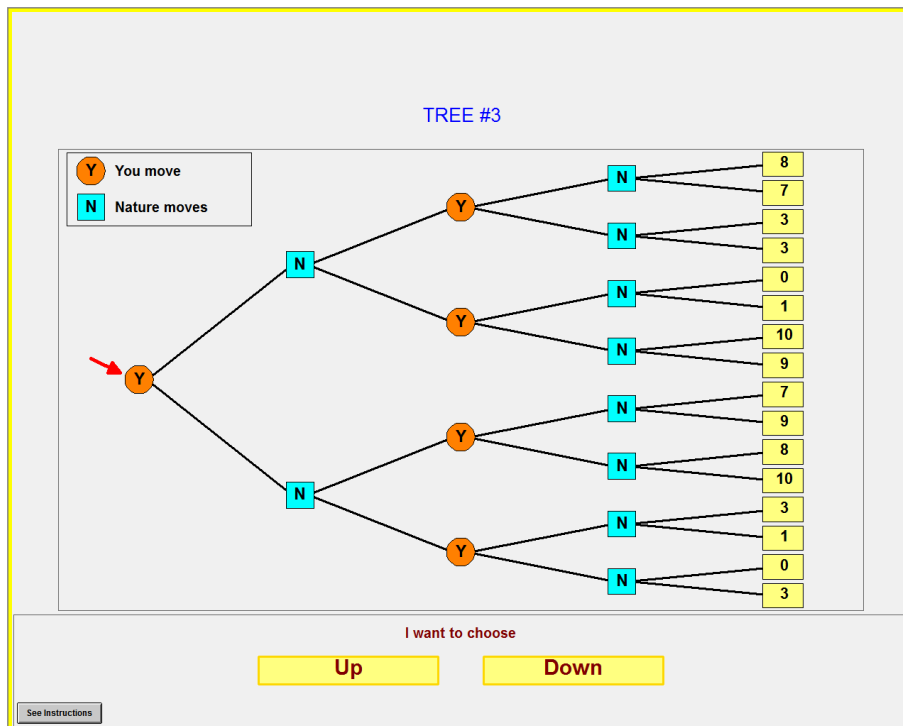 TREE #3
Y You move
N Nature moves
N
8
7
Y
N
3
3
N
N
0
1
Y
N
10
9
Y
N
7
9
Y
N
8
10
N
N
3
1
Y
N
0
3
I want to choose
Up Down
See Instructions